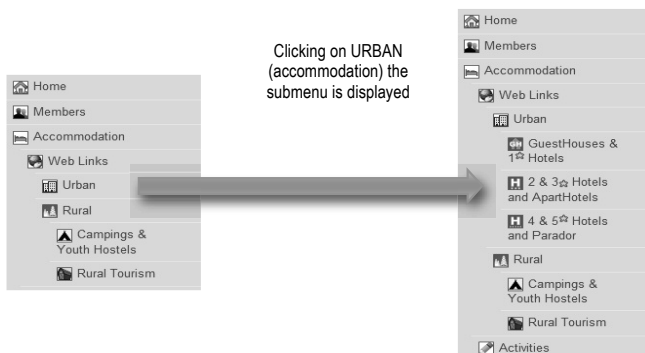 Clicking on URBAN
(accommodation) the
submenu is displayed
Home
Members
Accommodation
Web Links
Urban
Rural
Campings &
Youth Hostels
Rural Tourism
Home
Members
Accommodation
Web Links
Urban
GH GuestHouses &
1☆ Hotels
H 2 & 3☆ Hotels
and ApartHotels
H 4 & 5☆ Hotels
and Parador
Rural
Campings &
Youth Hostels
Rural Tourism
Activities